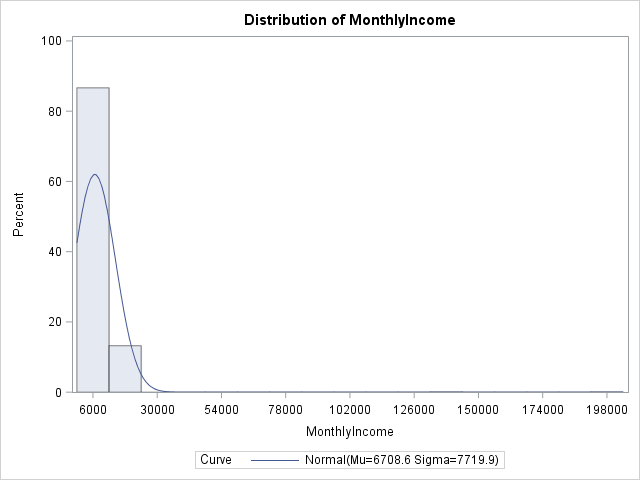 Distribution of MonthlyIncome
100
80
60
40
20
0
Percent
6000 30000 54000 78000 102000 126000 150000 174000 198000
MonthlyIncome
Curve Normal(Mu=6708.6 Sigma=7719.9)